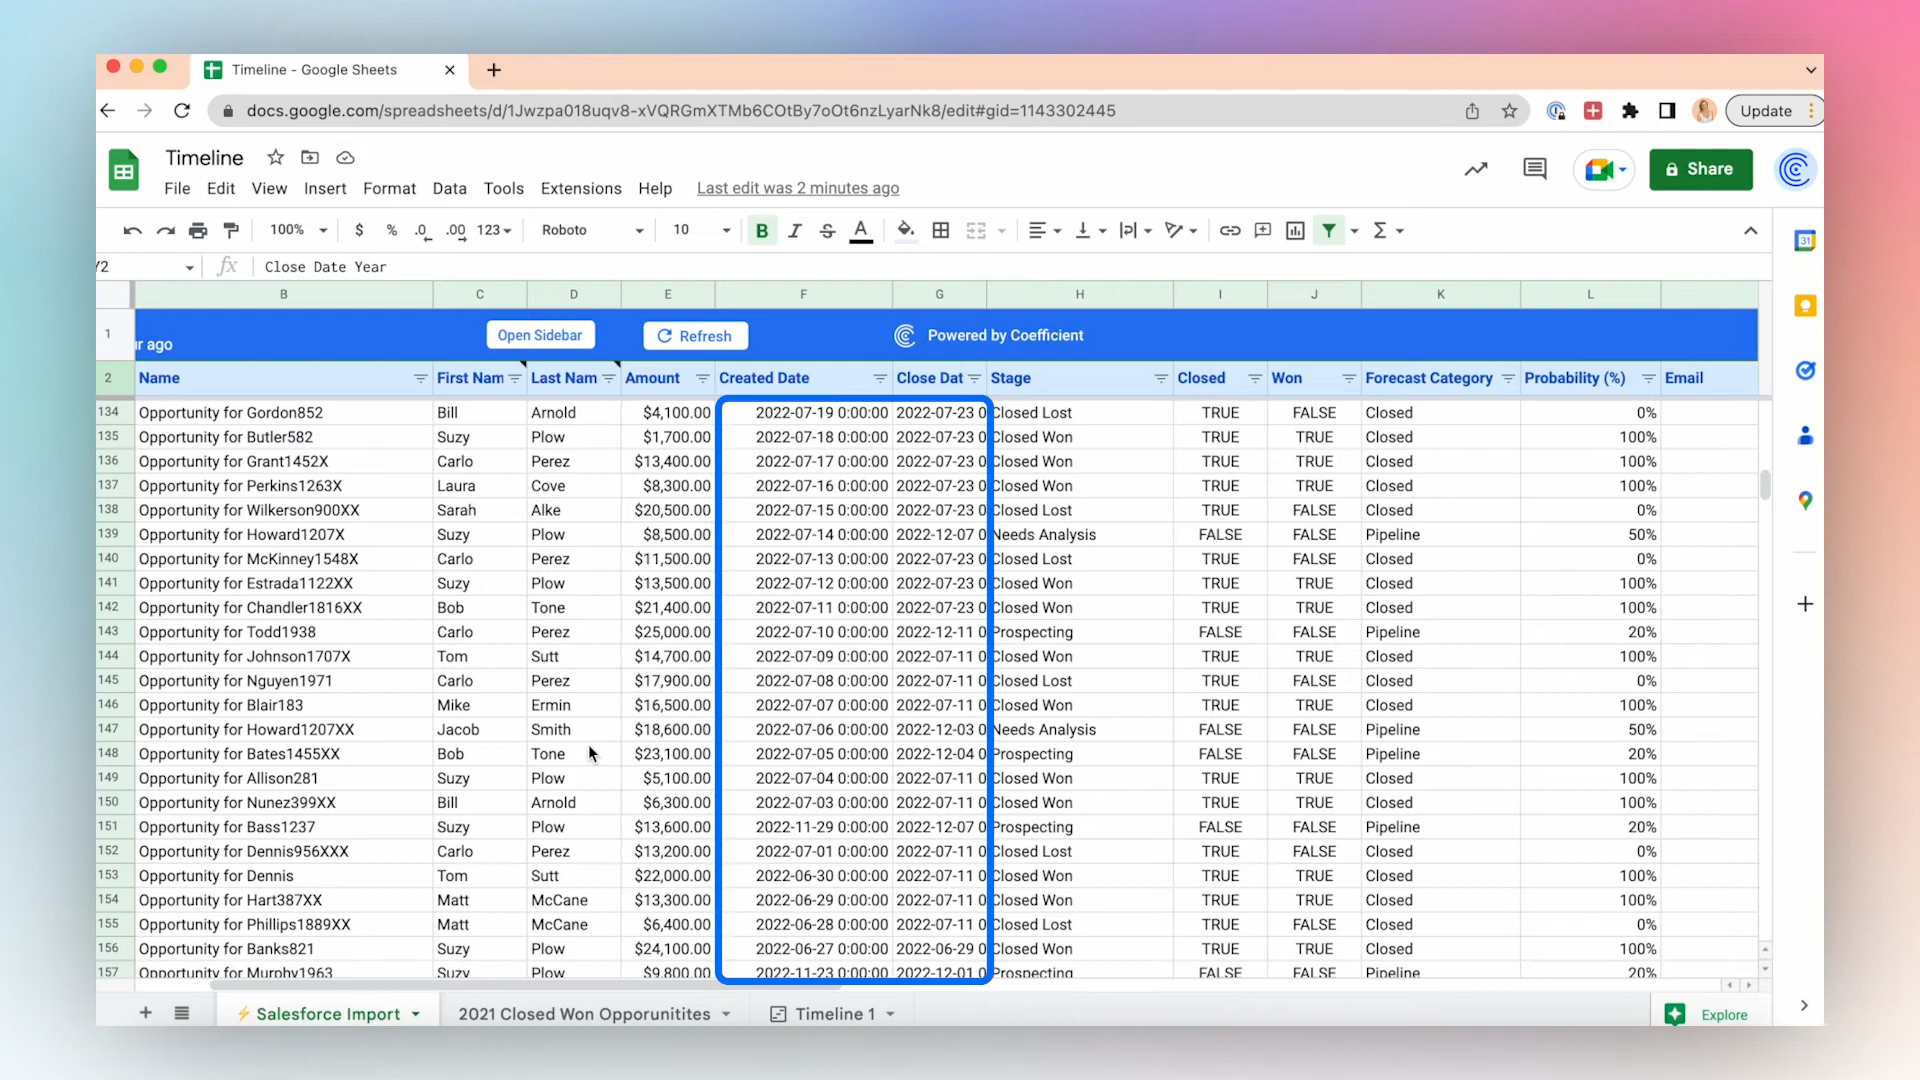 Timeline - Google Sheets
docs.google.com/spreadsheets/d/1Jwzpa018uqv8-xVQRGmXTMb6COtBy7oOt6nzLyarNk8/edit#gid=1143302445
Update
Timeline
File Edit View Insert Format Data Tools Extensions Help Last edit was 2 minutes ago
Share
100% $ % .0 .00 123 Roboto 10 B I S A Σ
31
Y2 fx Close Date Year
B C D E F G H I J K L
1 ur ago Open Sidebar Refresh Powered by Coefficient
2 Name First Nam Last Nam Amount Created Date Close Dat Stage Closed Won Forecast Category Probability (%) Email
134 Opportunity for Gordon852 Bill Arnold $4,100.00 2022-07-19 0:00:00 2022-07-23 0 Closed Lost TRUE FALSE Closed 0%
135 Opportunity for Butler582 Suzy Plow $1,700.00 2022-07-18 0:00:00 2022-07-23 0 Closed Won TRUE TRUE Closed 100%
136 Opportunity for Grant1452X Carlo Perez $13,400.00 2022-07-17 0:00:00 2022-07-23 0 Closed Won TRUE TRUE Closed 100%
137 Opportunity for Perkins1263X Laura Cove $8,300.00 2022-07-16 0:00:00 2022-07-23 0 Closed Won TRUE TRUE Closed 100%
138 Opportunity for Wilkerson900XX Sarah Alke $20,500.00 2022-07-15 0:00:00 2022-07-23 0 Closed Lost TRUE FALSE Closed 0%
139 Opportunity for Howard1207X Suzy Plow $8,500.00 2022-07-14 0:00:00 2022-12-07 0 Needs Analysis FALSE FALSE Pipeline 50%
140 Opportunity for McKinney1548X Carlo Perez $11,500.00 2022-07-13 0:00:00 2022-07-23 0 Closed Lost TRUE FALSE Closed 0%
141 Opportunity for Estrada1122XX Suzy Plow $13,500.00 2022-07-12 0:00:00 2022-07-23 0 Closed Won TRUE TRUE Closed 100%
142 Opportunity for Chandler1816XX Bob Tone $21,400.00 2022-07-11 0:00:00 2022-07-23 0 Closed Won TRUE TRUE Closed 100%
143 Opportunity for Todd1938 Carlo Perez $25,000.00 2022-07-10 0:00:00 2022-12-11 0 Prospecting FALSE FALSE Pipeline 20%
144 Opportunity for Johnson1707X Tom Sutt $14,700.00 2022-07-09 0:00:00 2022-07-11 0 Closed Won TRUE TRUE Closed 100%
145 Opportunity for Nguyen1971 Carlo Perez $17,900.00 2022-07-08 0:00:00 2022-07-11 0 Closed Lost TRUE FALSE Closed 0%
146 Opportunity for Blair183 Mike Ermin $16,500.00 2022-07-07 0:00:00 2022-07-11 0 Closed Won TRUE TRUE Closed 100%
147 Opportunity for Howard1207XX Jacob Smith $18,600.00 2022-07-06 0:00:00 2022-12-03 0 Needs Analysis FALSE FALSE Pipeline 50%
148 Opportunity for Bates1455XX Bob Tone $23,100.00 2022-07-05 0:00:00 2022-12-04 0 Prospecting FALSE FALSE Pipeline 20%
149 Opportunity for Allison281 Suzy Plow $5,100.00 2022-07-04 0:00:00 2022-07-11 0 Closed Won TRUE TRUE Closed 100%
150 Opportunity for Nunez399XX Bill Arnold $6,300.00 2022-07-03 0:00:00 2022-07-11 0 Closed Won TRUE TRUE Closed 100%
151 Opportunity for Bass1237 Suzy Plow $13,600.00 2022-11-29 0:00:00 2022-12-07 0 Prospecting FALSE FALSE Pipeline 20%
152 Opportunity for Dennis956XXX Carlo Perez $13,200.00 2022-07-01 0:00:00 2022-07-11 0 Closed Lost TRUE FALSE Closed 0%
153 Opportunity for Dennis Tom Sutt $22,000.00 2022-06-30 0:00:00 2022-07-11 0 Closed Won TRUE TRUE Closed 100%
154 Opportunity for Hart387XX Matt McCane $13,300.00 2022-06-29 0:00:00 2022-07-11 0 Closed Won TRUE TRUE Closed 100%
155 Opportunity for Phillips1889XX Matt McCane $6,400.00 2022-06-28 0:00:00 2022-07-11 0 Closed Lost TRUE FALSE Closed 0%
156 Opportunity for Banks821 Suzy Plow $24,100.00 2022-06-27 0:00:00 2022-06-29 0 Closed Won TRUE TRUE Closed 100%
157 Opportunity for Murphy1963 Suzy Plow $9,800.00 2022-11-23 0:00:00 2022-12-01 0 Prospecting FALSE FALSE Pipeline 20%
Salesforce Import 2021 Closed Won Opporunitites Timeline 1 Explore